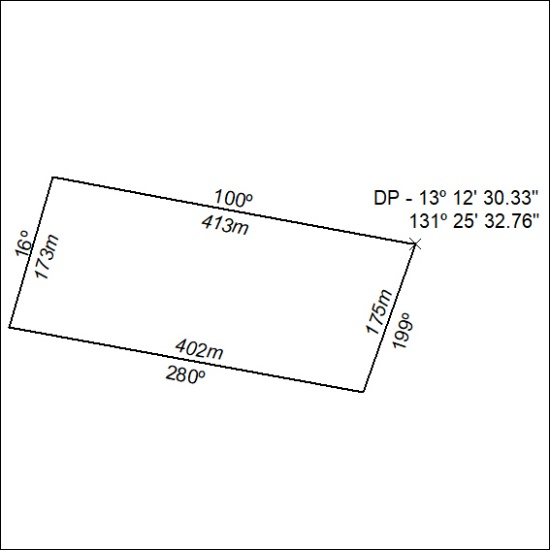 100º
413m
DP - 13º 12' 30.33"
131º 25' 32.76"
16º
173m
175m
199º
402m
280º